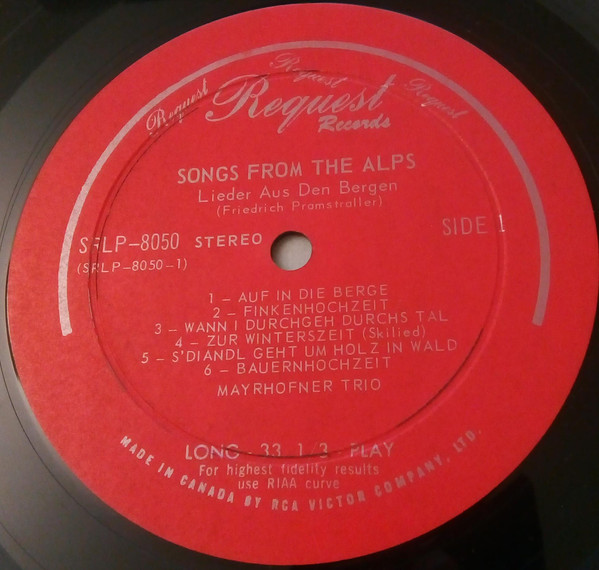 Request
Request
Request
Request
Records
SONGS FROM THE ALPS
Lieder Aus Den Bergen
(Friedrich Promstraller)
SRLP-8050 STEREO
SIDE 1
(SRLP-8050-1)
1 - AUF IN DIE BERGE
2 - FINKENHOCHZEIT
3 - WANN I DURCHGEH DURCHS TAL
4 - ZUR WINTERSZEIT (Skilied)
5 - S'DIANDL GEHT UM HOLZ IN WALD
6 - BAUERNHOCHZEIT
MAYRHOFNER TRIO
LONG - 33 1/3 - PLAY
For highest fidelity results
use RIAA curve
MADE IN CANADA BY RCA VICTOR COMPANY, LTD.